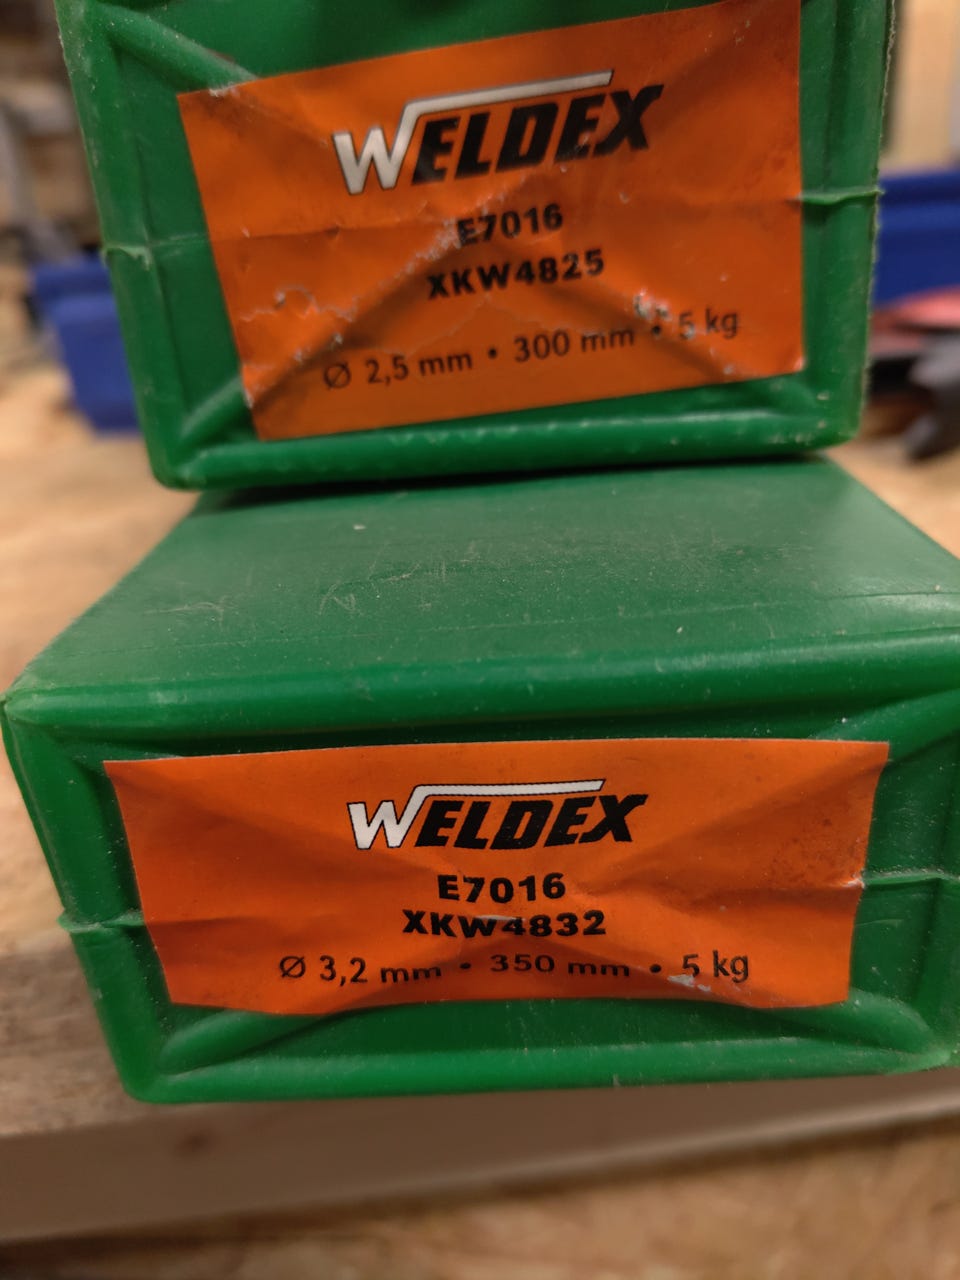 WELDEX
E7016
XKW4825
Ø 2,5 mm • 300 mm • 5 kg
WELDEX
E7016
XKW4832
Ø 3,2 mm • 350 mm • 5 kg